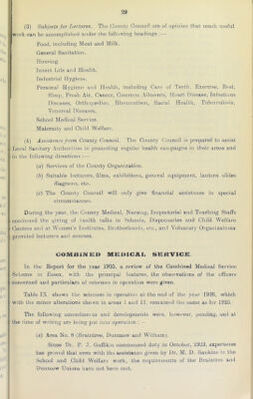 29
(3) Subjects for Lectures. The County Council are of opinion that much useful
work can be accomplished under the following headings :—
Food, including Meat and Milk.
General Sanitation.
Housing.
Insect Life and Health.
Industrial Hygiene.
Personal Hygiene and Health, including Care of Teeth, Exercise, Rest,
Sleep, Fresh Air, Cancer, Common Ailments, Heart Disease, Infectious
Diseases, Orthopædics, Rheumatism, Sexual Health, Tuberculosis,
Venereal Diseases.
School Medical Service.
Maternity and Child Welfare.
(4) Assistance from County Council. The County Council is prepared to assist
Local Sanitary Authorities in promoting regular health campaigns in their areas and
in the following directions :—
(a) Services of the County Organisation.
(b) Suitable lecturers, films, exhibitions, general equipment, lantern slides
diagrams, etc.
(c) The County Council will only give financial assistance in special
circumstances.
During the year, the County Medical, Nursing, Inspectorial and Teaching Staffs
continued the giving of health talks in Schools, Dispensaries and Child Welfare
Centres and at Women's Institutes, Brotherhoods, etc., and Voluntary Organisations
provided lecturers and courses.
COMBINED MEDICAL SERVICE.
In the Report for the year 1925, a review of the Combined Medical Service
Scheme in Essex, with the principal features, the observations of the officers
concerned and particulars of schemes in operation were given.
Table 13. shows the schemes in operation at the end of the year 1926, which
with the minor alterations shown in areas 1 and 11, remained the same as for 1925.
The following amendments and developments were, however, pending and at
the time of writing are being put into operation :—
(a) Area No. 8 (Braintree, Dunmow and Witham).
Since Dr. P. J. Gaffikin commenced duty in October, 1923, experience
has proved that even with the assistance given by Dr. M. D. Rankine in the
School and Child Welfare work, the requirements of the Braintree and
Dunmow Unions have not been met.